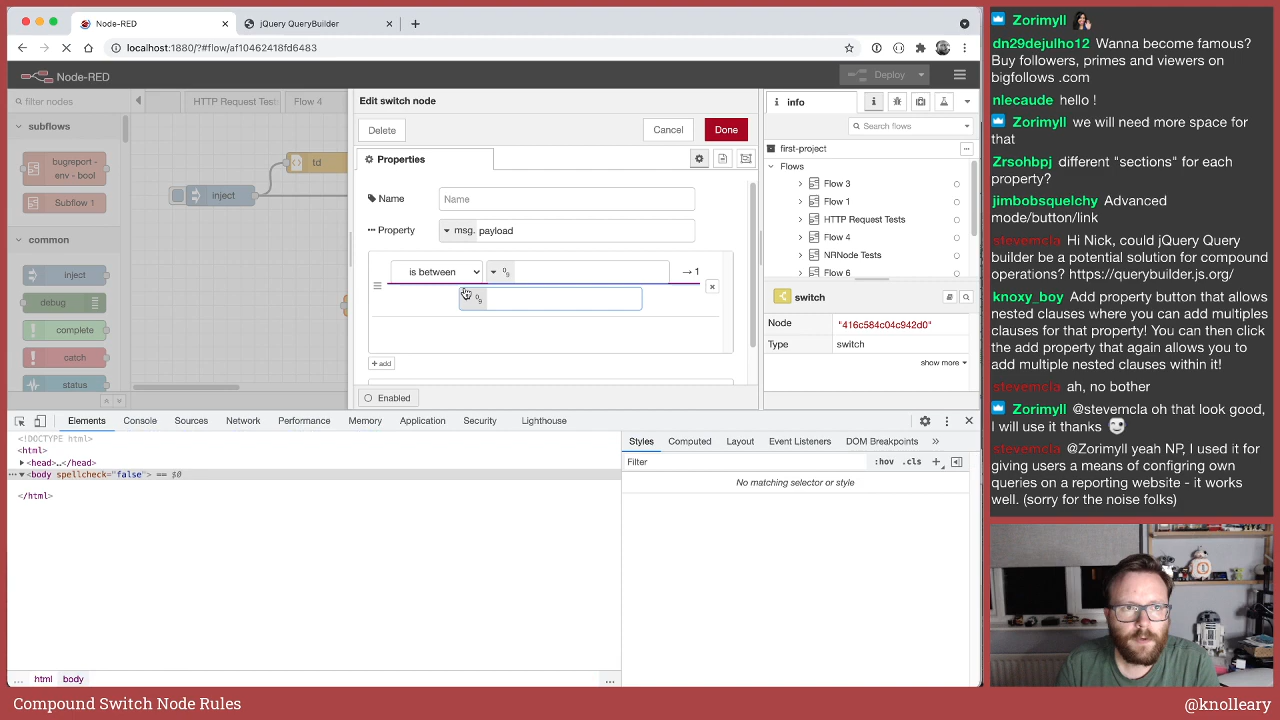 Node-RED
jQuery QueryBuilder
localhost:1880/?#flow/af10462418fd6483
Node-RED
Deploy
filter nodes
HTTP Request Test
Flow 4
subflows
bugreport -
env - bool
Subflow 1
common
inject
debug
complete
catch
status
inject
td
Edit switch node
Delete
Cancel
Done
Properties
Name
Name
Property
msg. payload
is between
→ 1
+ add
Enabled
info
Search flows
first-project
Flows
Flow 3
Flow 1
HTTP Request Tests
Flow 4
NRNode Tests
Flow 6
switch
Node
"416c584c04c942d0"
Type
switch
show more
Elements
Console
Sources
Network
Performance
Memory
Application
Security
Lighthouse
<!DOCTYPE html>
<html>
<head>…</head>
<body spellcheck="false"> == $0
</html>
html
body
Styles
Computed
Layout
Event Listeners
DOM Breakpoints
Filter
:hov
.cls
No matching selector or style
Zorimyll
dn29dejulho12 Wanna become famous?
Buy followers, primes and viewers on
bigfollows .com
nlecaude hello !
Zorimyll we will need more space for
that
Zrsohbpj different "sections" for each
property?
jimbobsquelchy Advanced
mode/button/link
stevemcla Hi Nick, could jQuery Query
builder be a potential solution for compound
operations? https://querybuilder.js.org/
knoxy_boy Add property button that allows
nested clauses where you can add multiples
clauses for that property! You can then click
the add property that again allows you to
add multiple nested clauses within it!
stevemcla ah, no bother
Zorimyll @stevemcla oh that look good,
I will use it thanks
stevemcla @Zorimyll yeah NP, I used it for
giving users a means of configring own
queries on a reporting website - it works
well. (sorry for the noise folks)
Compound Switch Node Rules
@knolleary